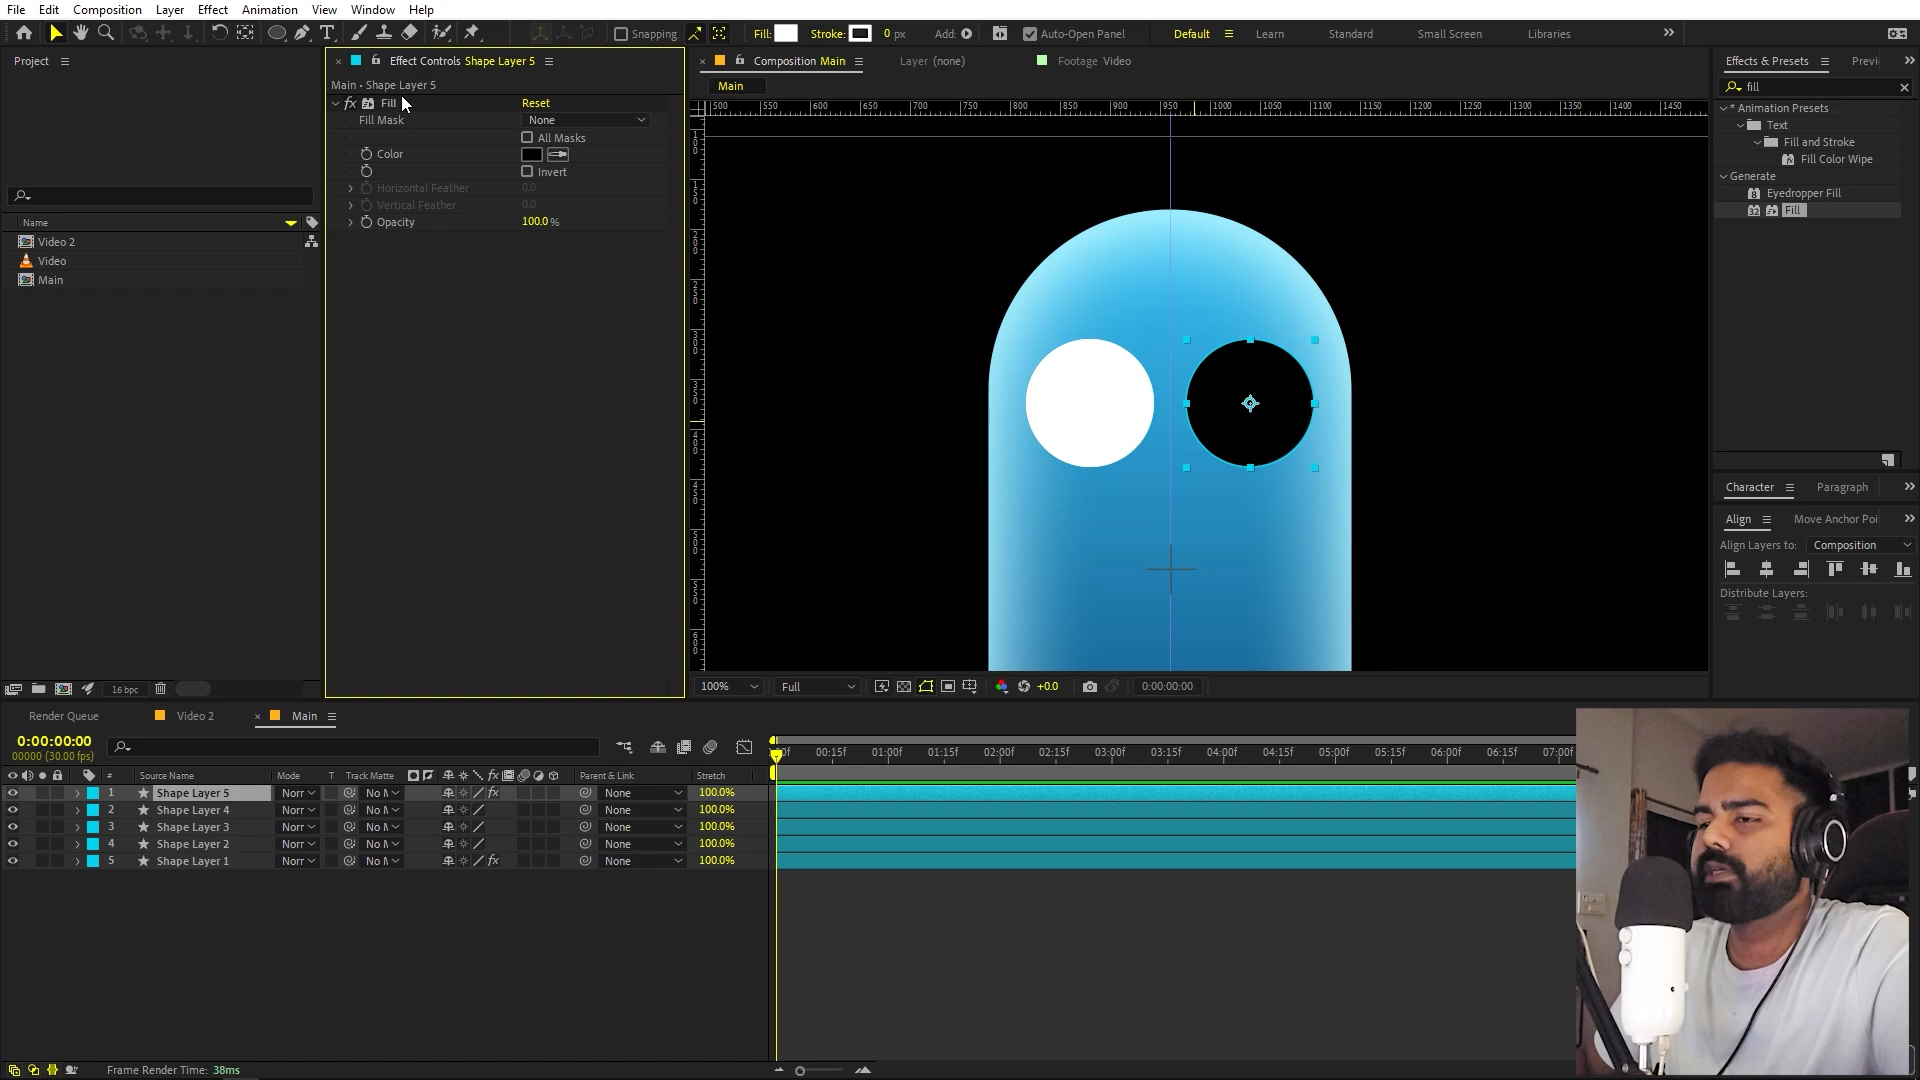 File Edit Composition Layer Effect Animation View Window Help
Snapping
Fill: Stroke: 0 px Add: Auto-Open Panel
Default Learn Standard Small Screen Libraries
Project
Effect Controls Shape Layer 5
Main • Shape Layer 5
fx Fill Reset
Fill Mask None
All Masks
Color
Invert
Horizontal Feather 0.0
Vertical Feather 0.0
Opacity 100.0 %
Name
Video 2
Video
Main
16 bpc
Composition Main Layer (none) Footage Video
Main
500 550 600 650 700 750 800 850 900 950 1000 1050 1100 1150 1200 1250 1300 1350 1400 1450
100% Full +0.0 0:00:00:00
Effects & Presets Previ
fill
* Animation Presets
Text
Fill and Stroke
Fill Color Wipe
Generate
Eyedropper Fill
Fill
Character Paragraph
Align Move Anchor Poi
Align Layers to: Composition
Distribute Layers:
Render Queue Video 2 Main
0:00:00:00
00000 (30.00 fps)
# Source Name Mode T Track Matte fx Parent & Link Stretch
1 Shape Layer 5 Norr No M fx None 100.0%
2 Shape Layer 4 Norr No M None 100.0%
3 Shape Layer 3 Norr No M None 100.0%
4 Shape Layer 2 Norr No M None 100.0%
5 Shape Layer 1 Norr No M fx None 100.0%
00:15f 01:00f 01:15f 02:00f 02:15f 03:00f 03:15f 04:00f 04:15f 05:00f 05:15f 06:00f 06:15f 07:00f
Frame Render Time: 38ms